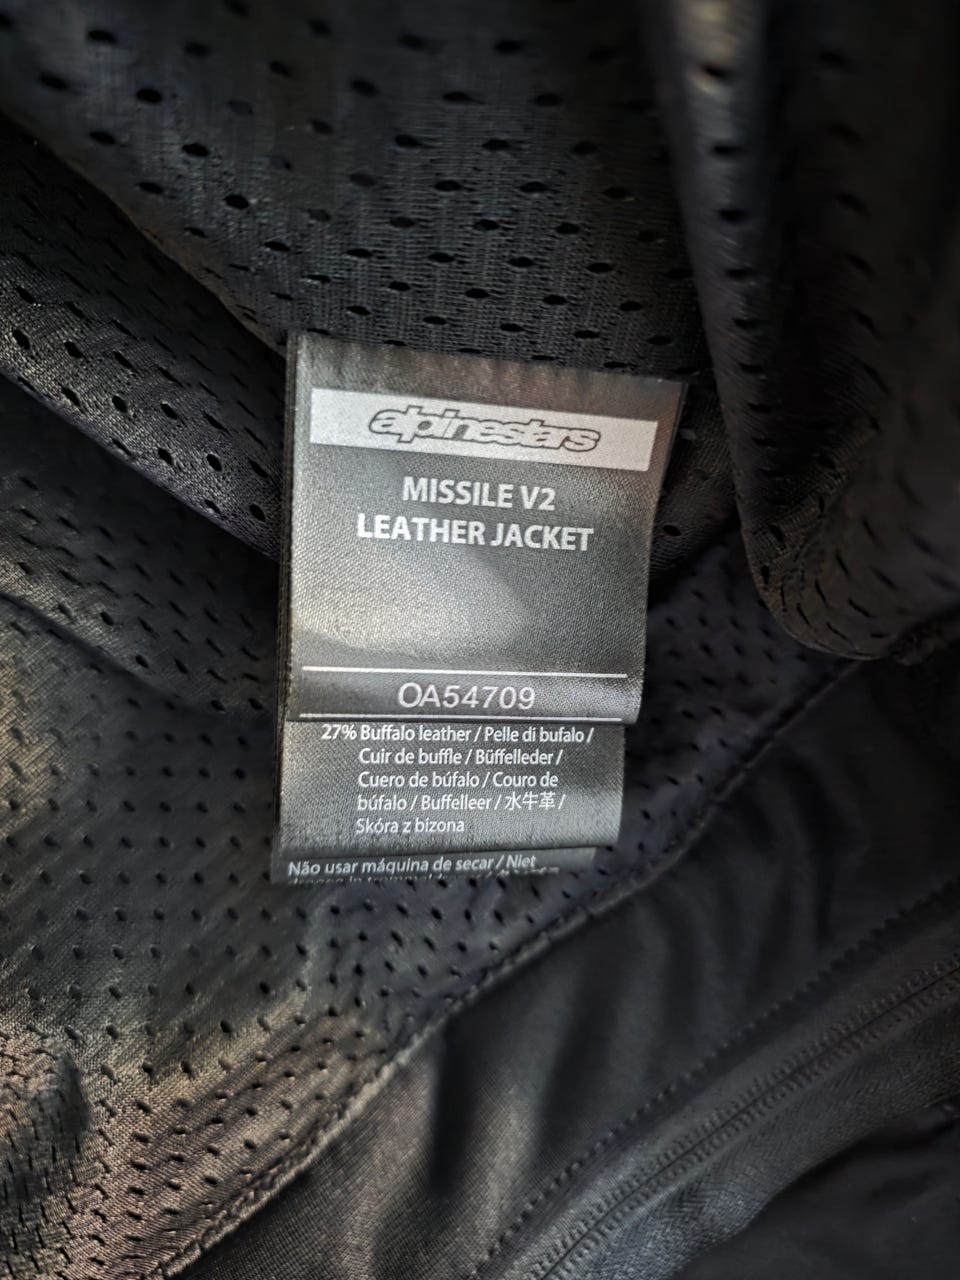 alpinestars
MISSILE V2
LEATHER JACKET
OA54709
27% Buffalo leather / Pelle di bufalo /
Cuir de buffle / Büffelleder /
Cuero de búfalo / Couro de
búfalo / Buffelleer / 水牛革 /
Skóra z bizona
Não usar máquina de secar / Niet